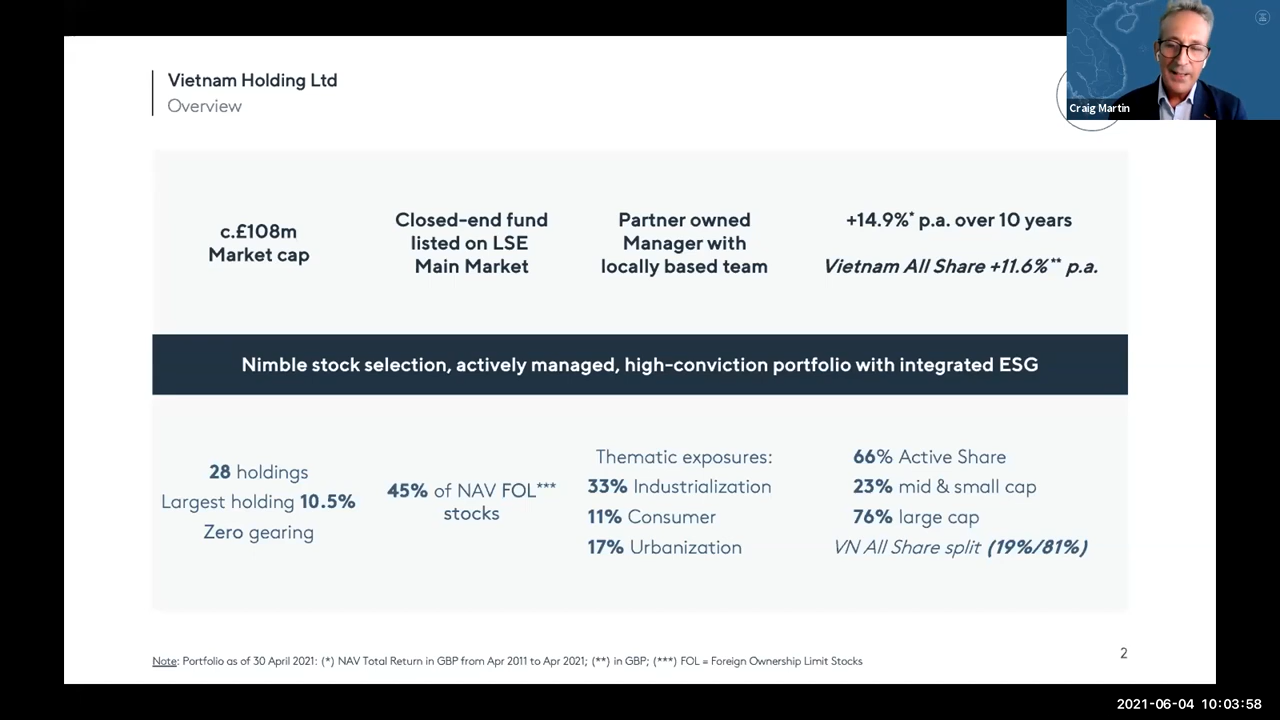 Vietnam Holding Ltd
Overview
Craig Martin
c.£108m
Market cap
Closed-end fund
listed on LSE
Main Market
Partner owned
Manager with
locally based team
+14.9%* p.a. over 10 years
Vietnam All Share +11.6%** p.a.
Nimble stock selection, actively managed, high-conviction portfolio with integrated ESG
28 holdings
Largest holding 10.5%
Zero gearing
45% of NAV FOL***
stocks
Thematic exposures:
33% Industrialization
11% Consumer
17% Urbanization
66% Active Share
23% mid & small cap
76% large cap
VN All Share split (19%/81%)
Note: Portfolio as of 30 April 2021: (*) NAV Total Return in GBP from Apr 2011 to Apr 2021; (**) in GBP; (***) FOL = Foreign Ownership Limit Stocks
2
2021-06-04 10:03:58